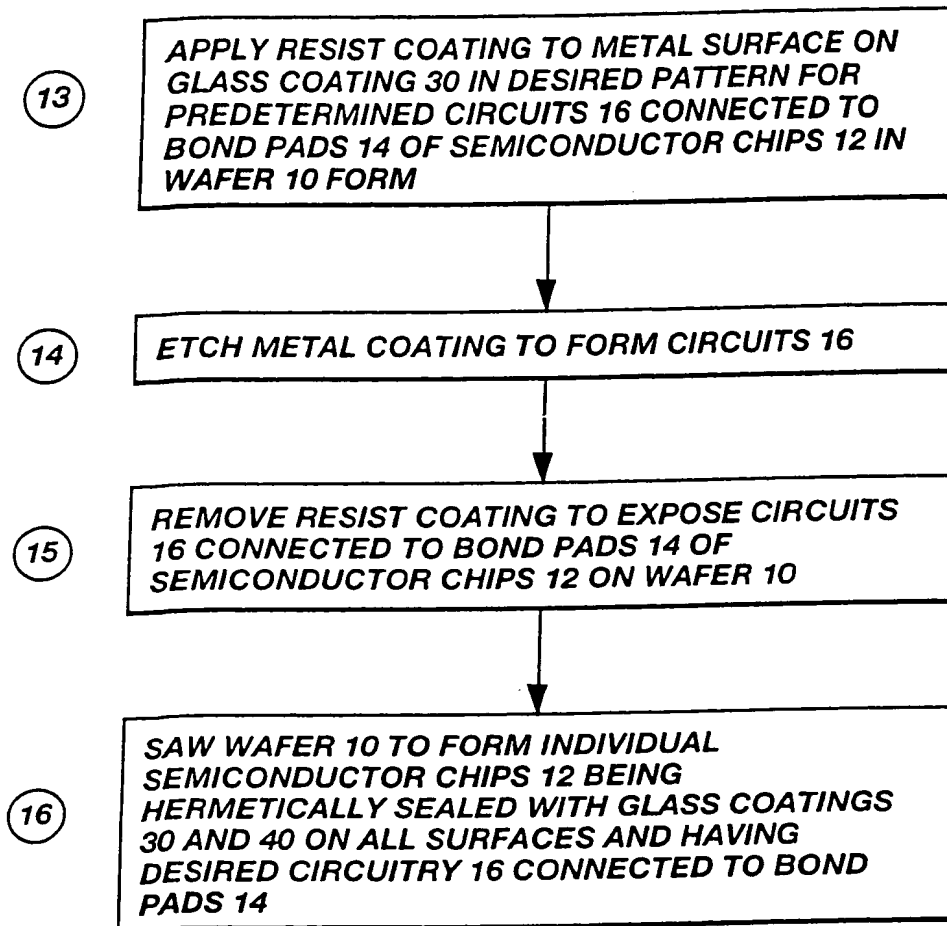 13
APPLY RESIST COATING TO METAL SURFACE ON
GLASS COATING 30 IN DESIRED PATTERN FOR
PREDETERMINED CIRCUITS 16 CONNECTED TO
BOND PADS 14 OF SEMICONDUCTOR CHIPS 12 IN
WAFER 10 FORM
14
ETCH METAL COATING TO FORM CIRCUITS 16
15
REMOVE RESIST COATING TO EXPOSE CIRCUITS
16 CONNECTED TO BOND PADS 14 OF
SEMICONDUCTOR CHIPS 12 ON WAFER 10
16
SAW WAFER 10 TO FORM INDIVIDUAL
SEMICONDUCTOR CHIPS 12 BEING
HERMETICALLY SEALED WITH GLASS COATINGS
30 AND 40 ON ALL SURFACES AND HAVING
DESIRED CIRCUITRY 16 CONNECTED TO BOND
PADS 14